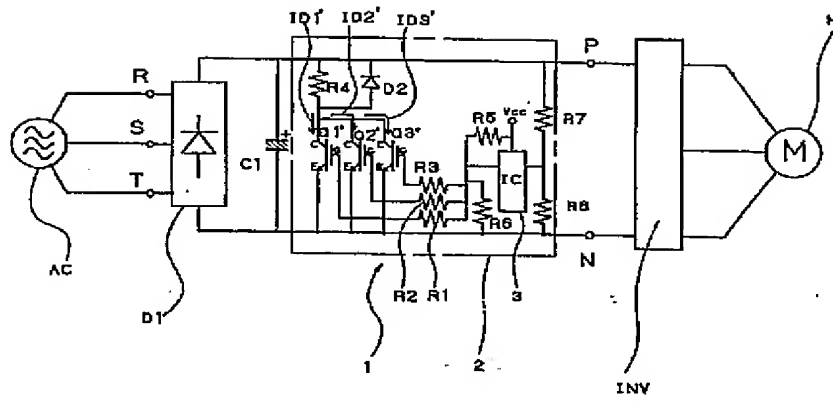 ID1' ID2' ID3'
M
P
R
R4
D2
R5
Vcc
R7
S
C1
+
Q1' Q2' Q3'
C C C
E E E
R3
IC
M
T
R6
R8
N
AC
R2 R1 3
D1
1
2
INV